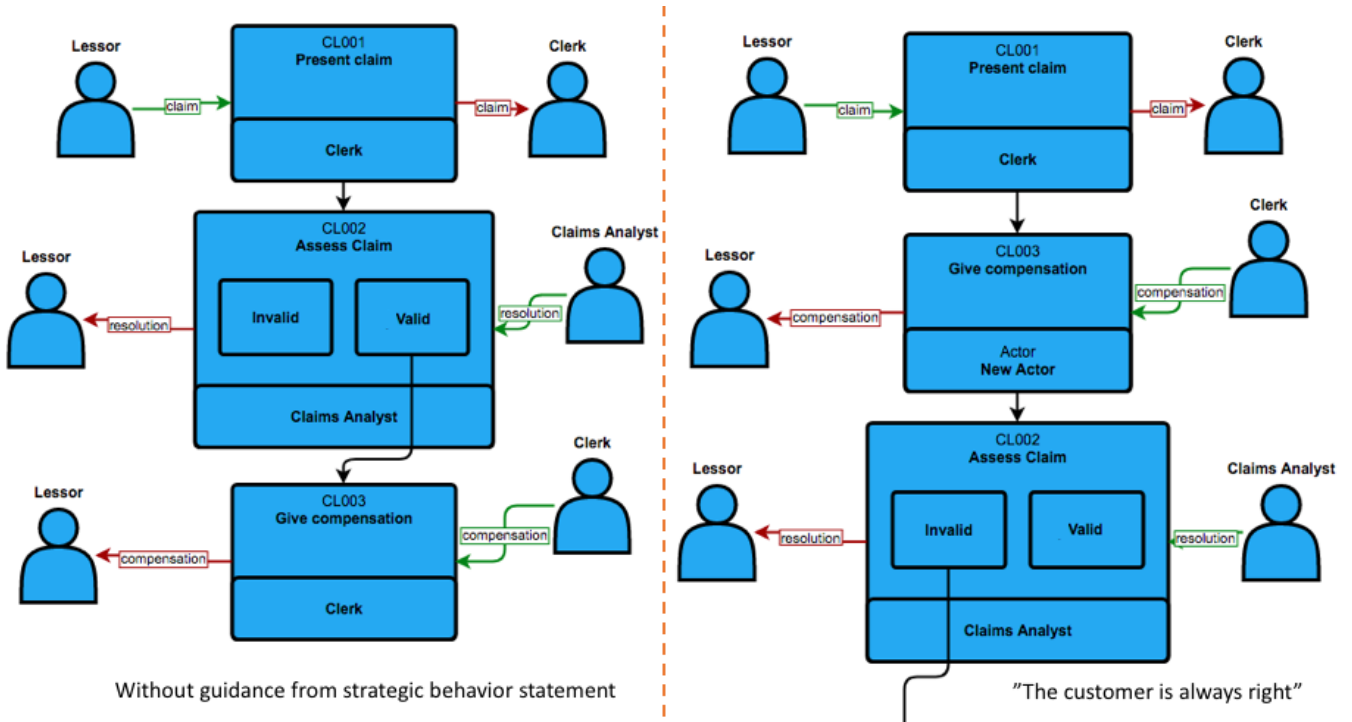 Lessor
CL001
Present claim
Clerk
claim
claim
Clerk
CL002
Assess Claim
Lessor
Claims Analyst
Invalid
Valid
resolution
resolution
Claims Analyst
Lessor
CL003
Give compensation
Clerk
compensation
compensation
Clerk
Without guidance from strategic behavior statement
Lessor
CL001
Present claim
Clerk
claim
claim
Clerk
Lessor
CL003
Give compensation
Clerk
compensation
compensation
Actor
New Actor
CL002
Assess Claim
Lessor
Claims Analyst
Invalid
Valid
resolution
resolution
Claims Analyst
”The customer is always right”